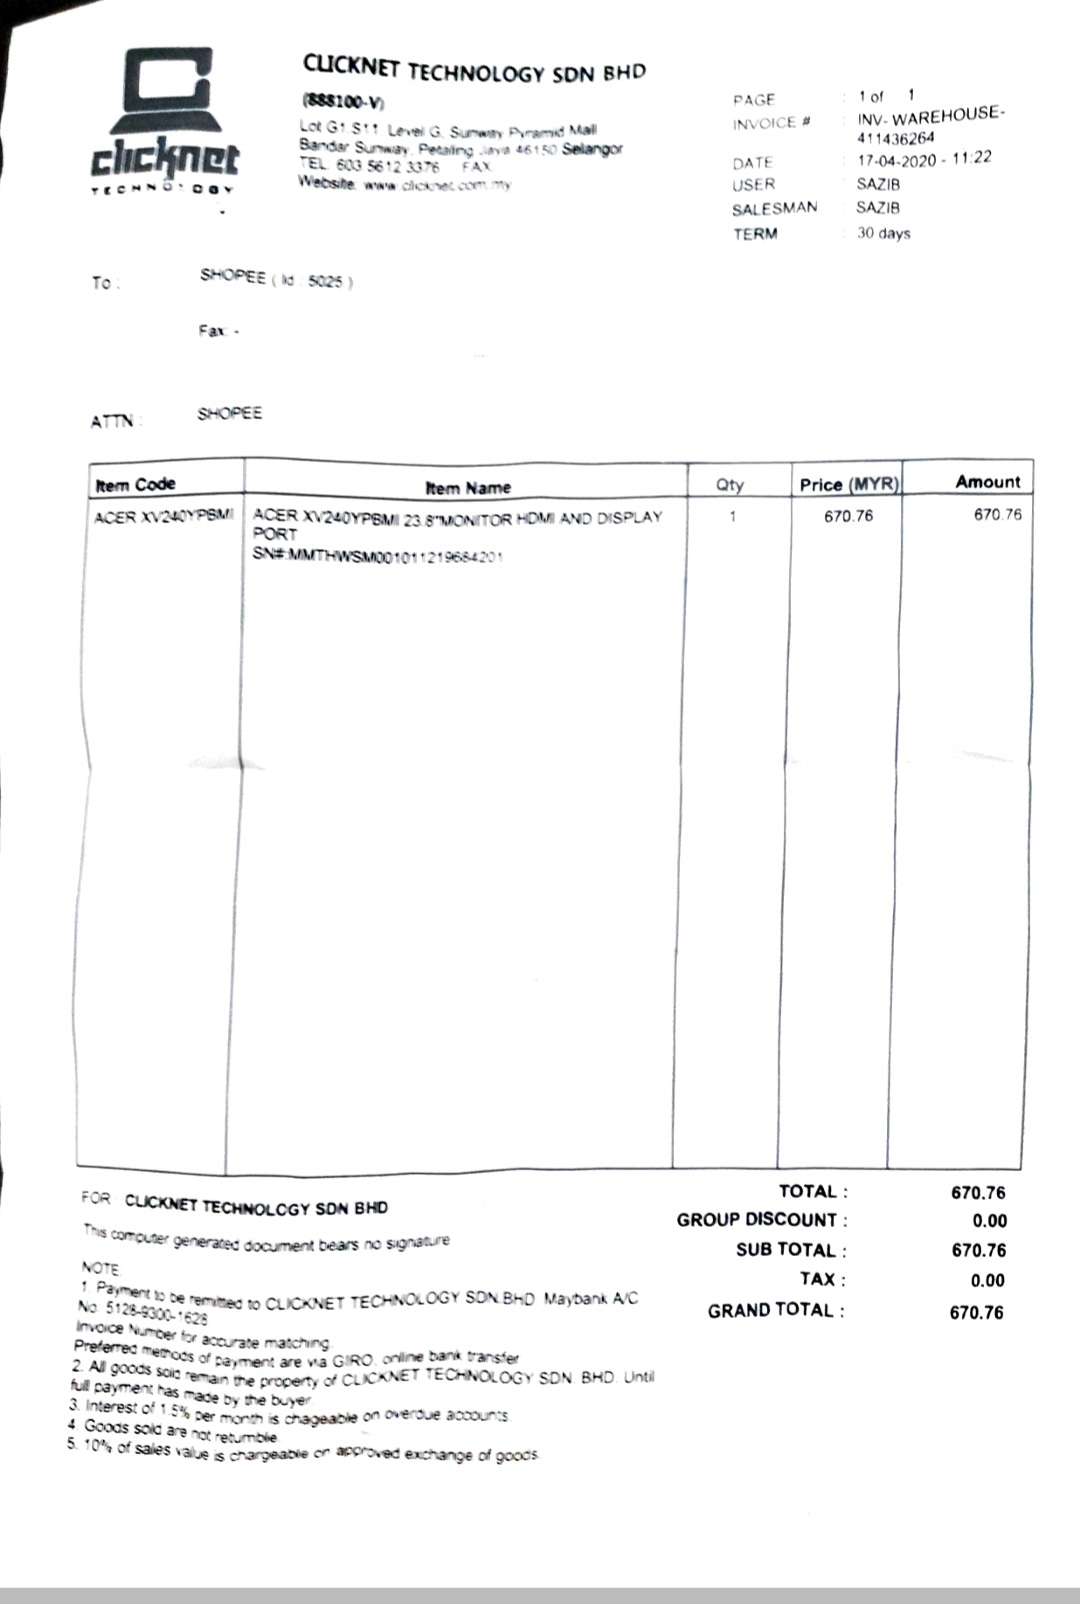 clicknet
TECHNOLOGY
CLICKNET TECHNOLOGY SDN BHD
(888100-V)
Lot G1.S11, Level G, Sunway Pyramid Mall
Bandar Sunway, Petaling Java 46150 Selangor
TEL. 603 5612 3376 FAX.
Website: www.clicknet.com.my
PAGE : 1 of 1
INVOICE # : INV- WAREHOUSE-
411436264
DATE : 17-04-2020 - 11:22
USER : SAZIB
SALESMAN : SAZIB
TERM : 30 days
To : SHOPEE ( Id : 5025 )
Fax: -
ATTN : SHOPEE
Item Code Item Name Qty Price (MYR) Amount
ACER XV240YPBMI ACER XV240YPBMI 23.8"MONITOR HDMI AND DISPLAY 1 670.76 670.76
PORT
SN#:MMTHWSM001011219684201
FOR CLICKNET TECHNOLOGY SDN BHD
This computer generated document bears no signature
TOTAL : 670.76
GROUP DISCOUNT : 0.00
SUB TOTAL : 670.76
TAX : 0.00
GRAND TOTAL : 670.76
NOTE:
1. Payment to be remitted to CLICKNET TECHNOLOGY SDN.BHD. Maybank A/C
No. 5128-9300-1628
Invoice Number for accurate matching.
Preferred methods of payment are via GIRO, online bank transfer
2. All goods sold remain the property of CLICKNET TECHNOLOGY SDN. BHD. Until
full payment has made by the buyer
3. Interest of 1.5% per month is chageable on overdue accounts.
4. Goods sold are not returnble
5. 10% of sales value is chargeable on approved exchange of goods.